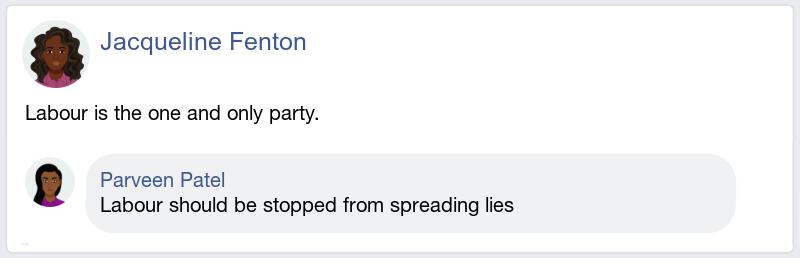 Jacqueline Fenton
Labour is the one and only party.
Parveen Patel
Labour should be stopped from spreading lies